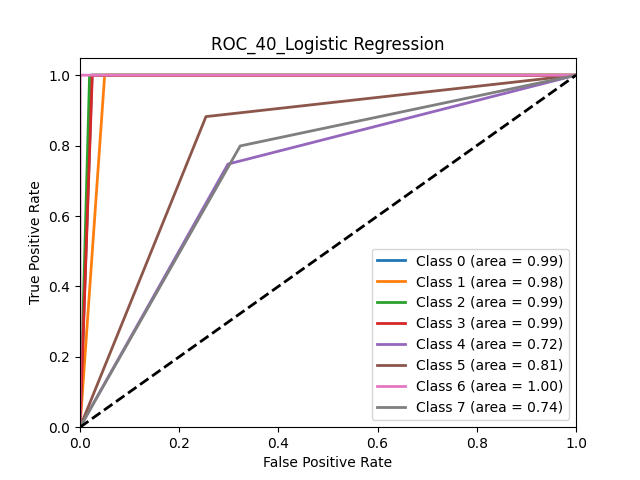 ROC_40_Logistic Regression
True Positive Rate
1.0
0.8
0.6
0.4
0.2
0.0
Class 0 (area = 0.99)
Class 1 (area = 0.98)
Class 2 (area = 0.99)
Class 3 (area = 0.99)
Class 4 (area = 0.72)
Class 5 (area = 0.81)
Class 6 (area = 1.00)
Class 7 (area = 0.74)
0.0 0.2 0.4 0.6 0.8 1.0
False Positive Rate